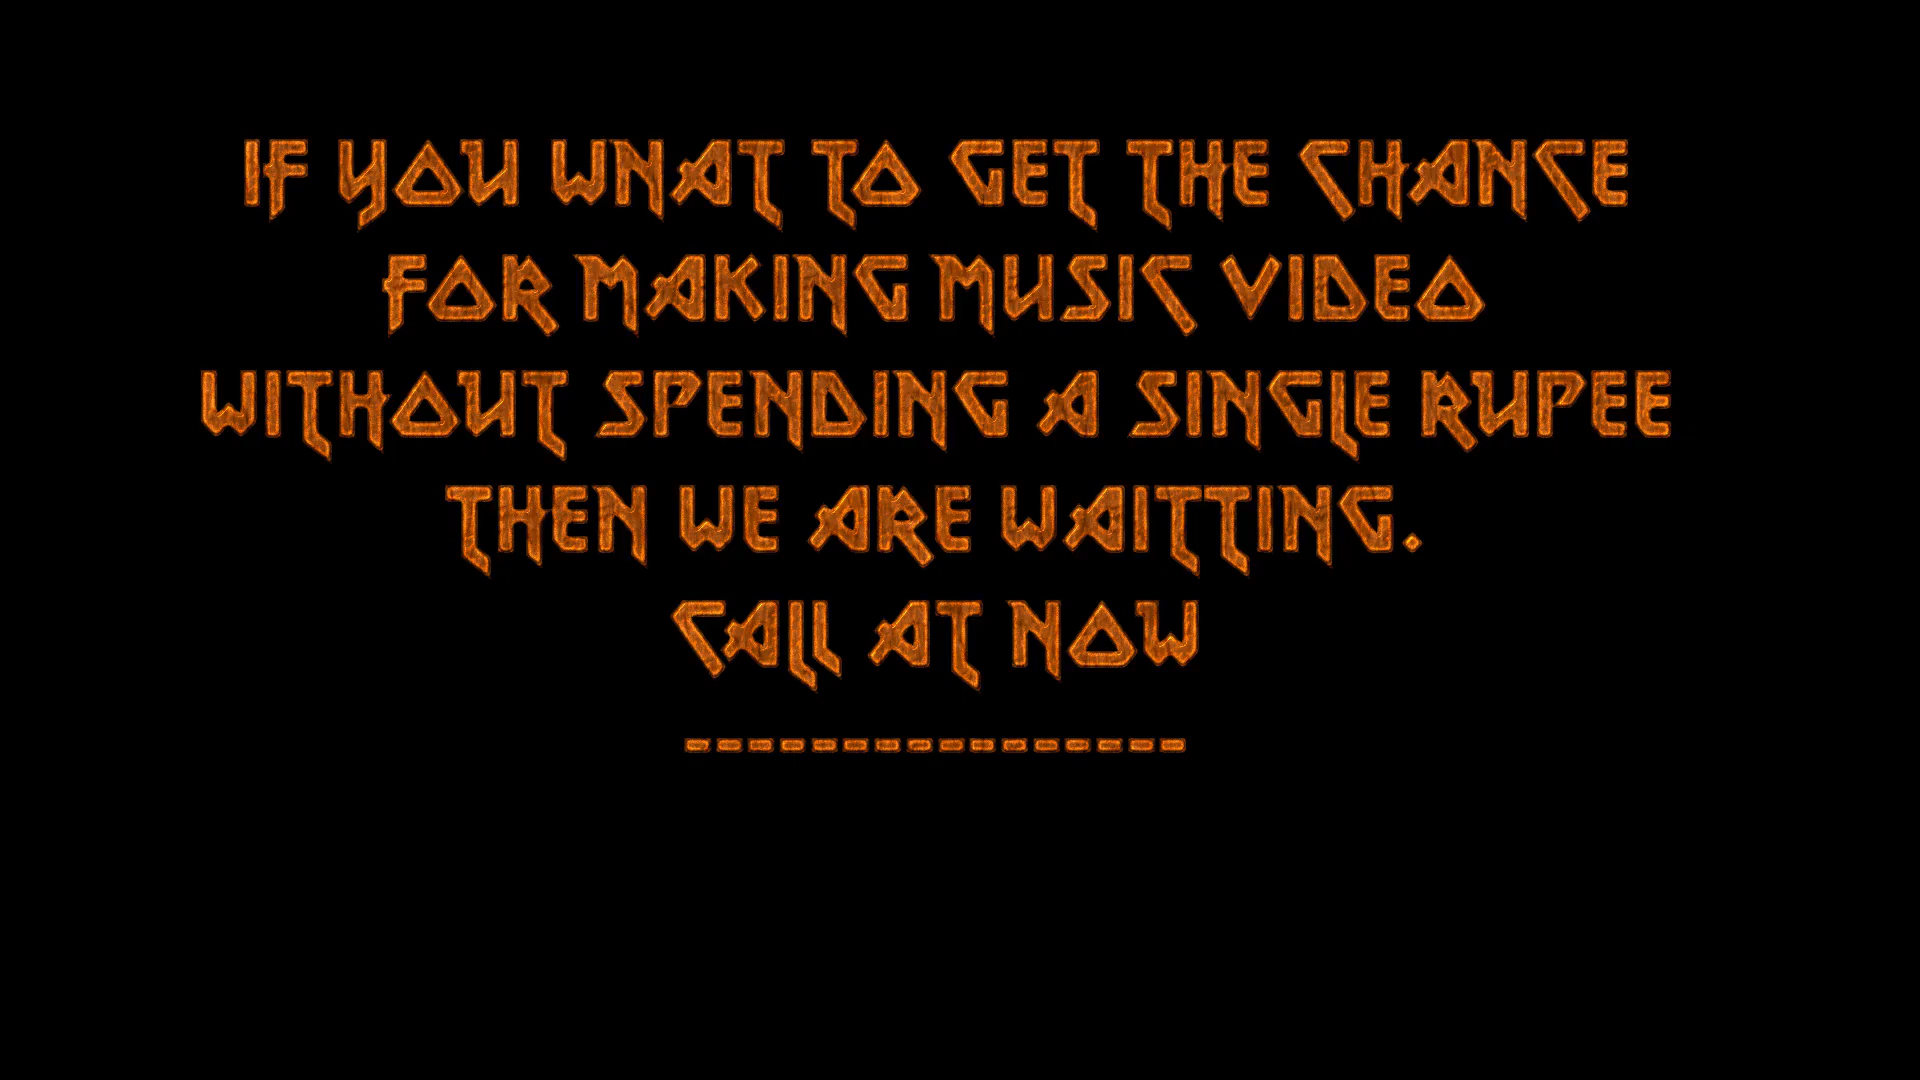 IF YOU WNAT TO GET THE CHANCE
FOR MAKING MUSIC VIDEO
WITHOUT SPENDING A SINGLE RUPEE
THEN WE ARE WAITTING.
CALL AT NOW
----------------